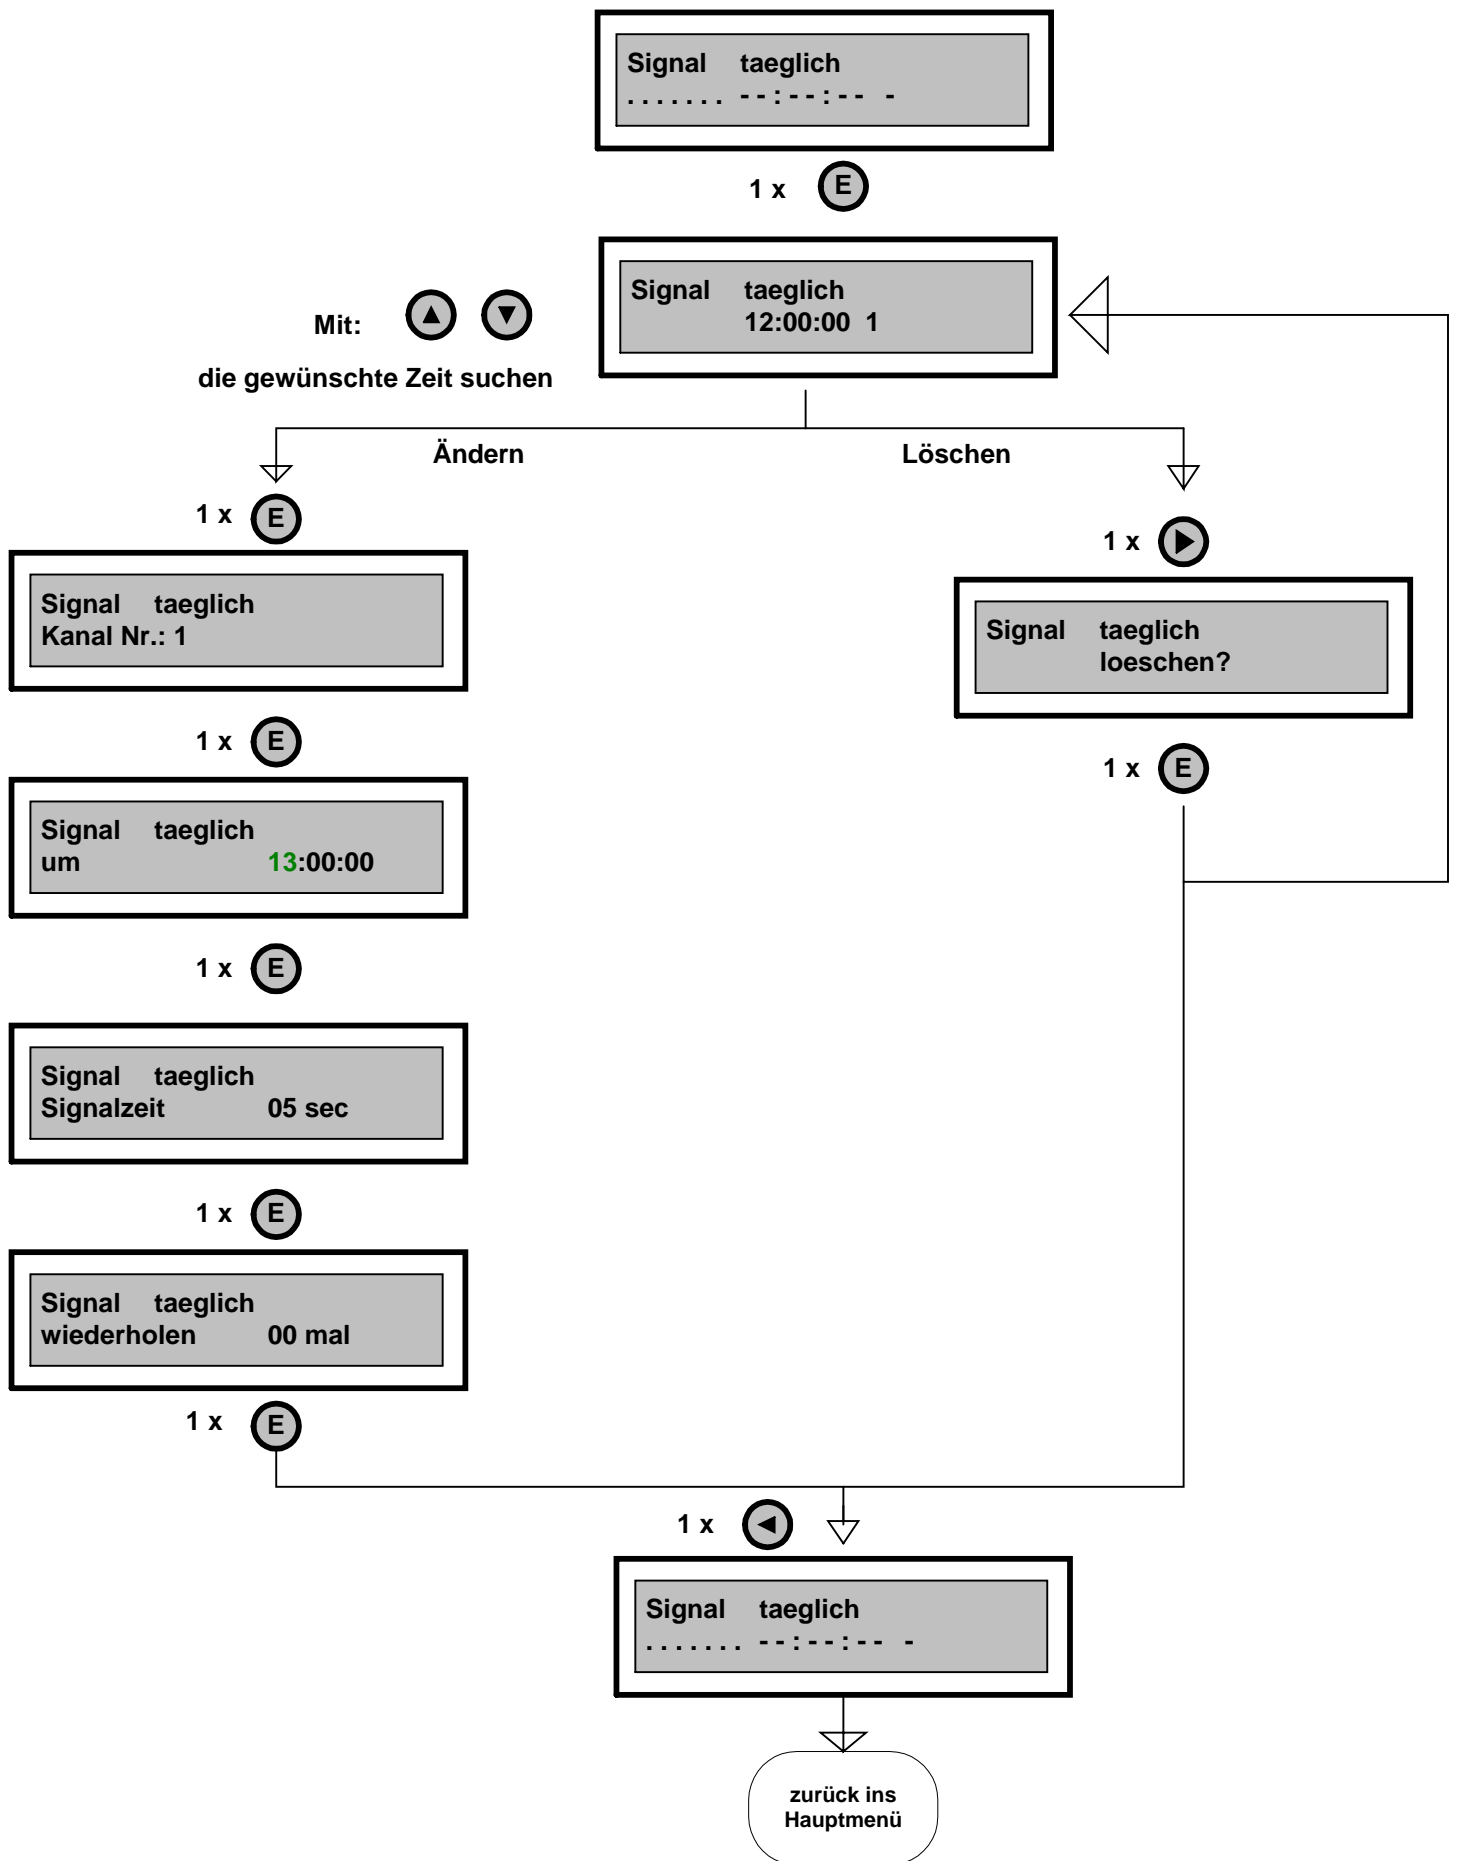 Signal taeglich
. . . . . . . --:--:-- -
1 x E
Signal taeglich
12:00:00 1
Mit:
die gewünschte Zeit suchen
Ändern
Löschen
1 x E
Signal taeglich
Kanal Nr.: 1
1 x E
Signal taeglich
um 13:00:00
1 x E
Signal taeglich
Signalzeit 05 sec
1 x E
Signal taeglich
wiederholen 00 mal
1 x E
1 x
Signal taeglich
loeschen?
1 x E
1 x
Signal taeglich
. . . . . . . --:--:-- -
zurück ins
Hauptmenü